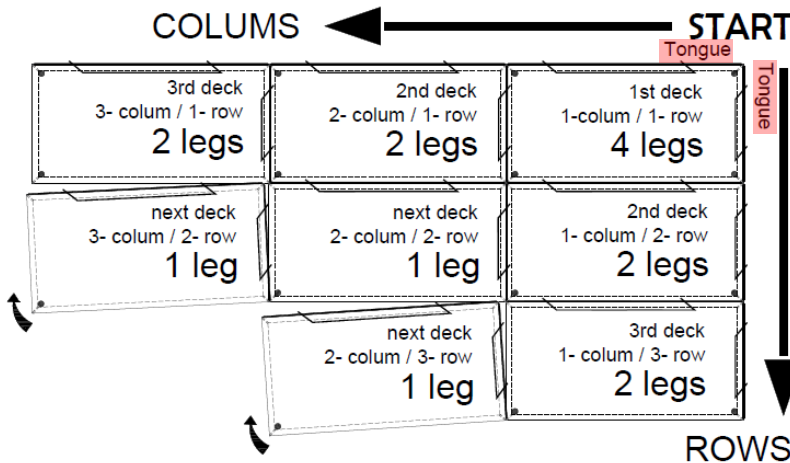 COLUMS
START
Tongue
Tongue
3rd deck
3- colum / 1- row
2 legs
2nd deck
2- colum / 1- row
2 legs
1st deck
1-colum / 1- row
4 legs
next deck
3- colum / 2- row
1 leg
next deck
2- colum / 2- row
1 leg
2nd deck
1- colum / 2- row
2 legs
next deck
2- colum / 3- row
1 leg
3rd deck
1- colum / 3- row
2 legs
ROWS